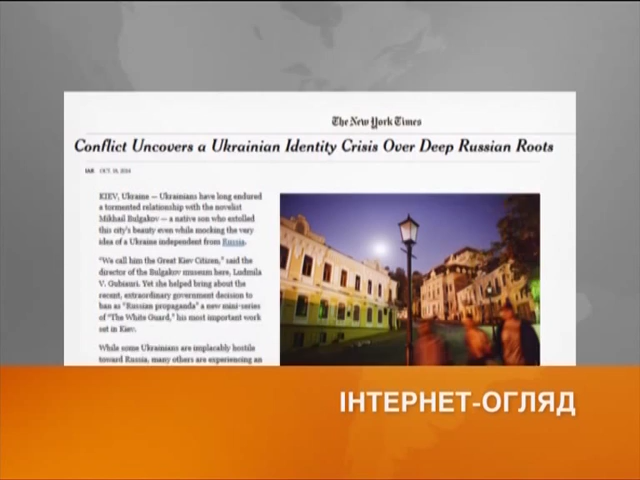 The New York Times
Conflict Uncovers a Ukrainian Identity Crisis Over Deep Russian Roots
OCT. 18, 2014
KIEV, Ukraine — Ukrainians have long endured
a tormented relationship with the novelist
Mikhail Bulgakov — a native son who extolled
this city's beauty even while mocking the very
idea of a Ukraine independent from Russia.
"We call him the Great Kiev Citizen," said the
director of the Bulgakov museum here, Ludmila
V. Gubiauri. Yet she helped bring about the
recent, extraordinary government decision to
ban as "Russian propaganda" a new mini-series
of "The White Guard," his most important work
set in Kiev.
While some Ukrainians are implacably hostile
toward Russia, many others are experiencing an
ІНТЕРНЕТ-ОГЛЯД